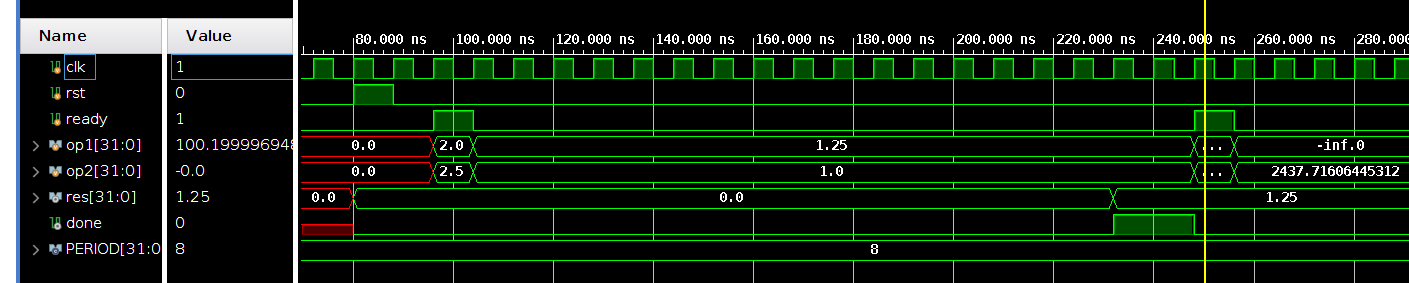 Name Value
80.000 ns 100.000 ns 120.000 ns 140.000 ns 160.000 ns 180.000 ns 200.000 ns 220.000 ns 240.000 ns 260.000 ns 280.000
clk 1
rst 0
ready 1
op1[31:0] 100.199996948 0.0 2.0 1.25 ... -inf.0
op2[31:0] -0.0 0.0 2.5 1.0 ... 2437.71606445312
res[31:0] 1.25 0.0 0.0 1.25
done 0
PERIOD[31:0 8 8